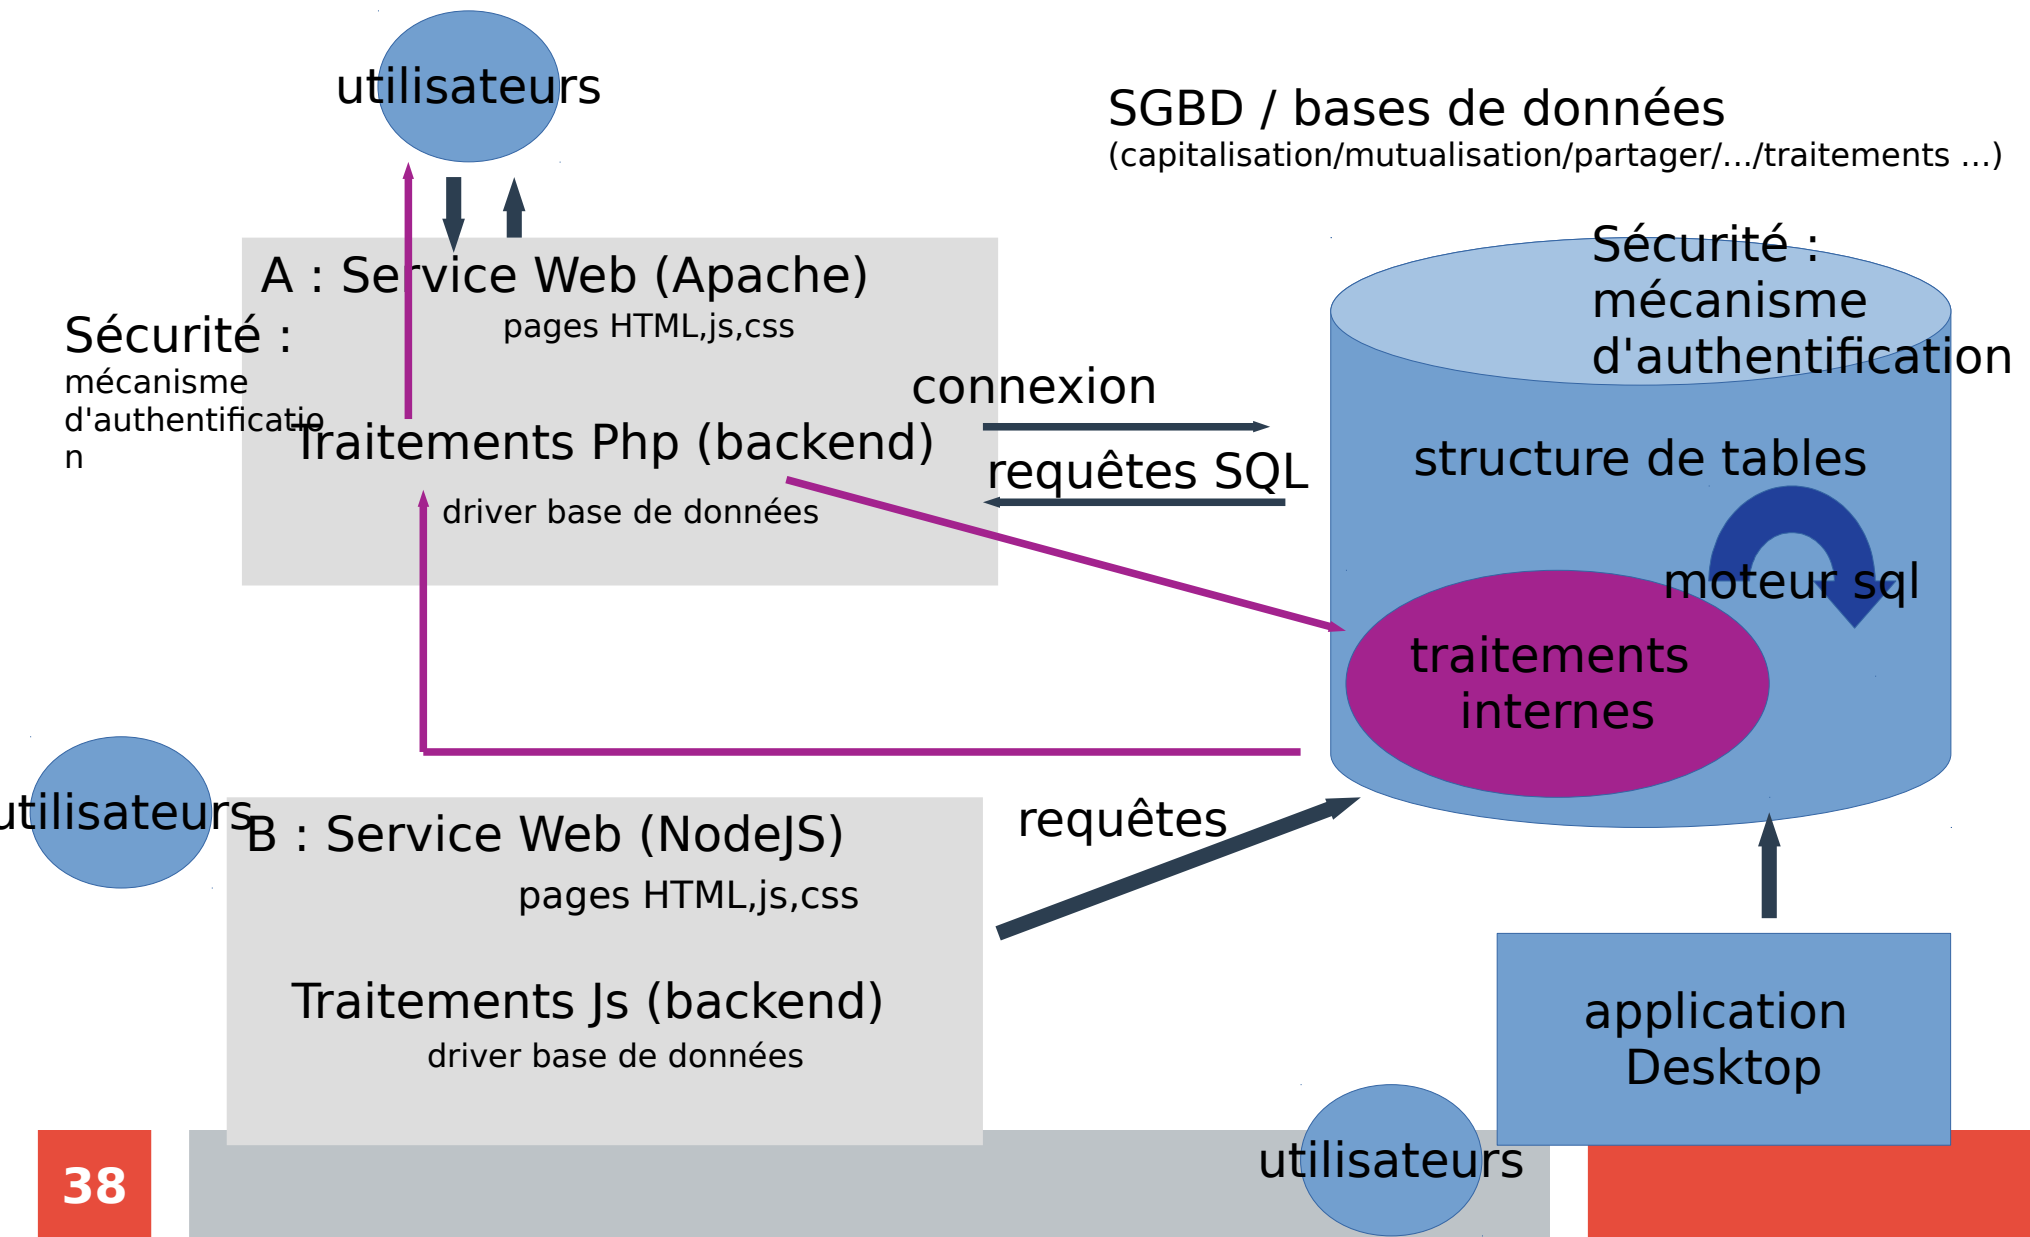 utilisateurs
SGBD / bases de données
(capitalisation/mutualisation/partager/.../traitements ...)
A : Service Web (Apache)
pages HTML,js,css
Sécurité :
mécanisme
d'authentificatio
n
Traitements Php (backend)
driver base de données
connexion
requêtes SQL
Sécurité :
mécanisme
d'authentification
structure de tables
moteur sql
traitements
internes
utilisateurs
B : Service Web (NodeJS)
pages HTML,js,css
Traitements Js (backend)
driver base de données
requêtes
application
Desktop
utilisateurs
38